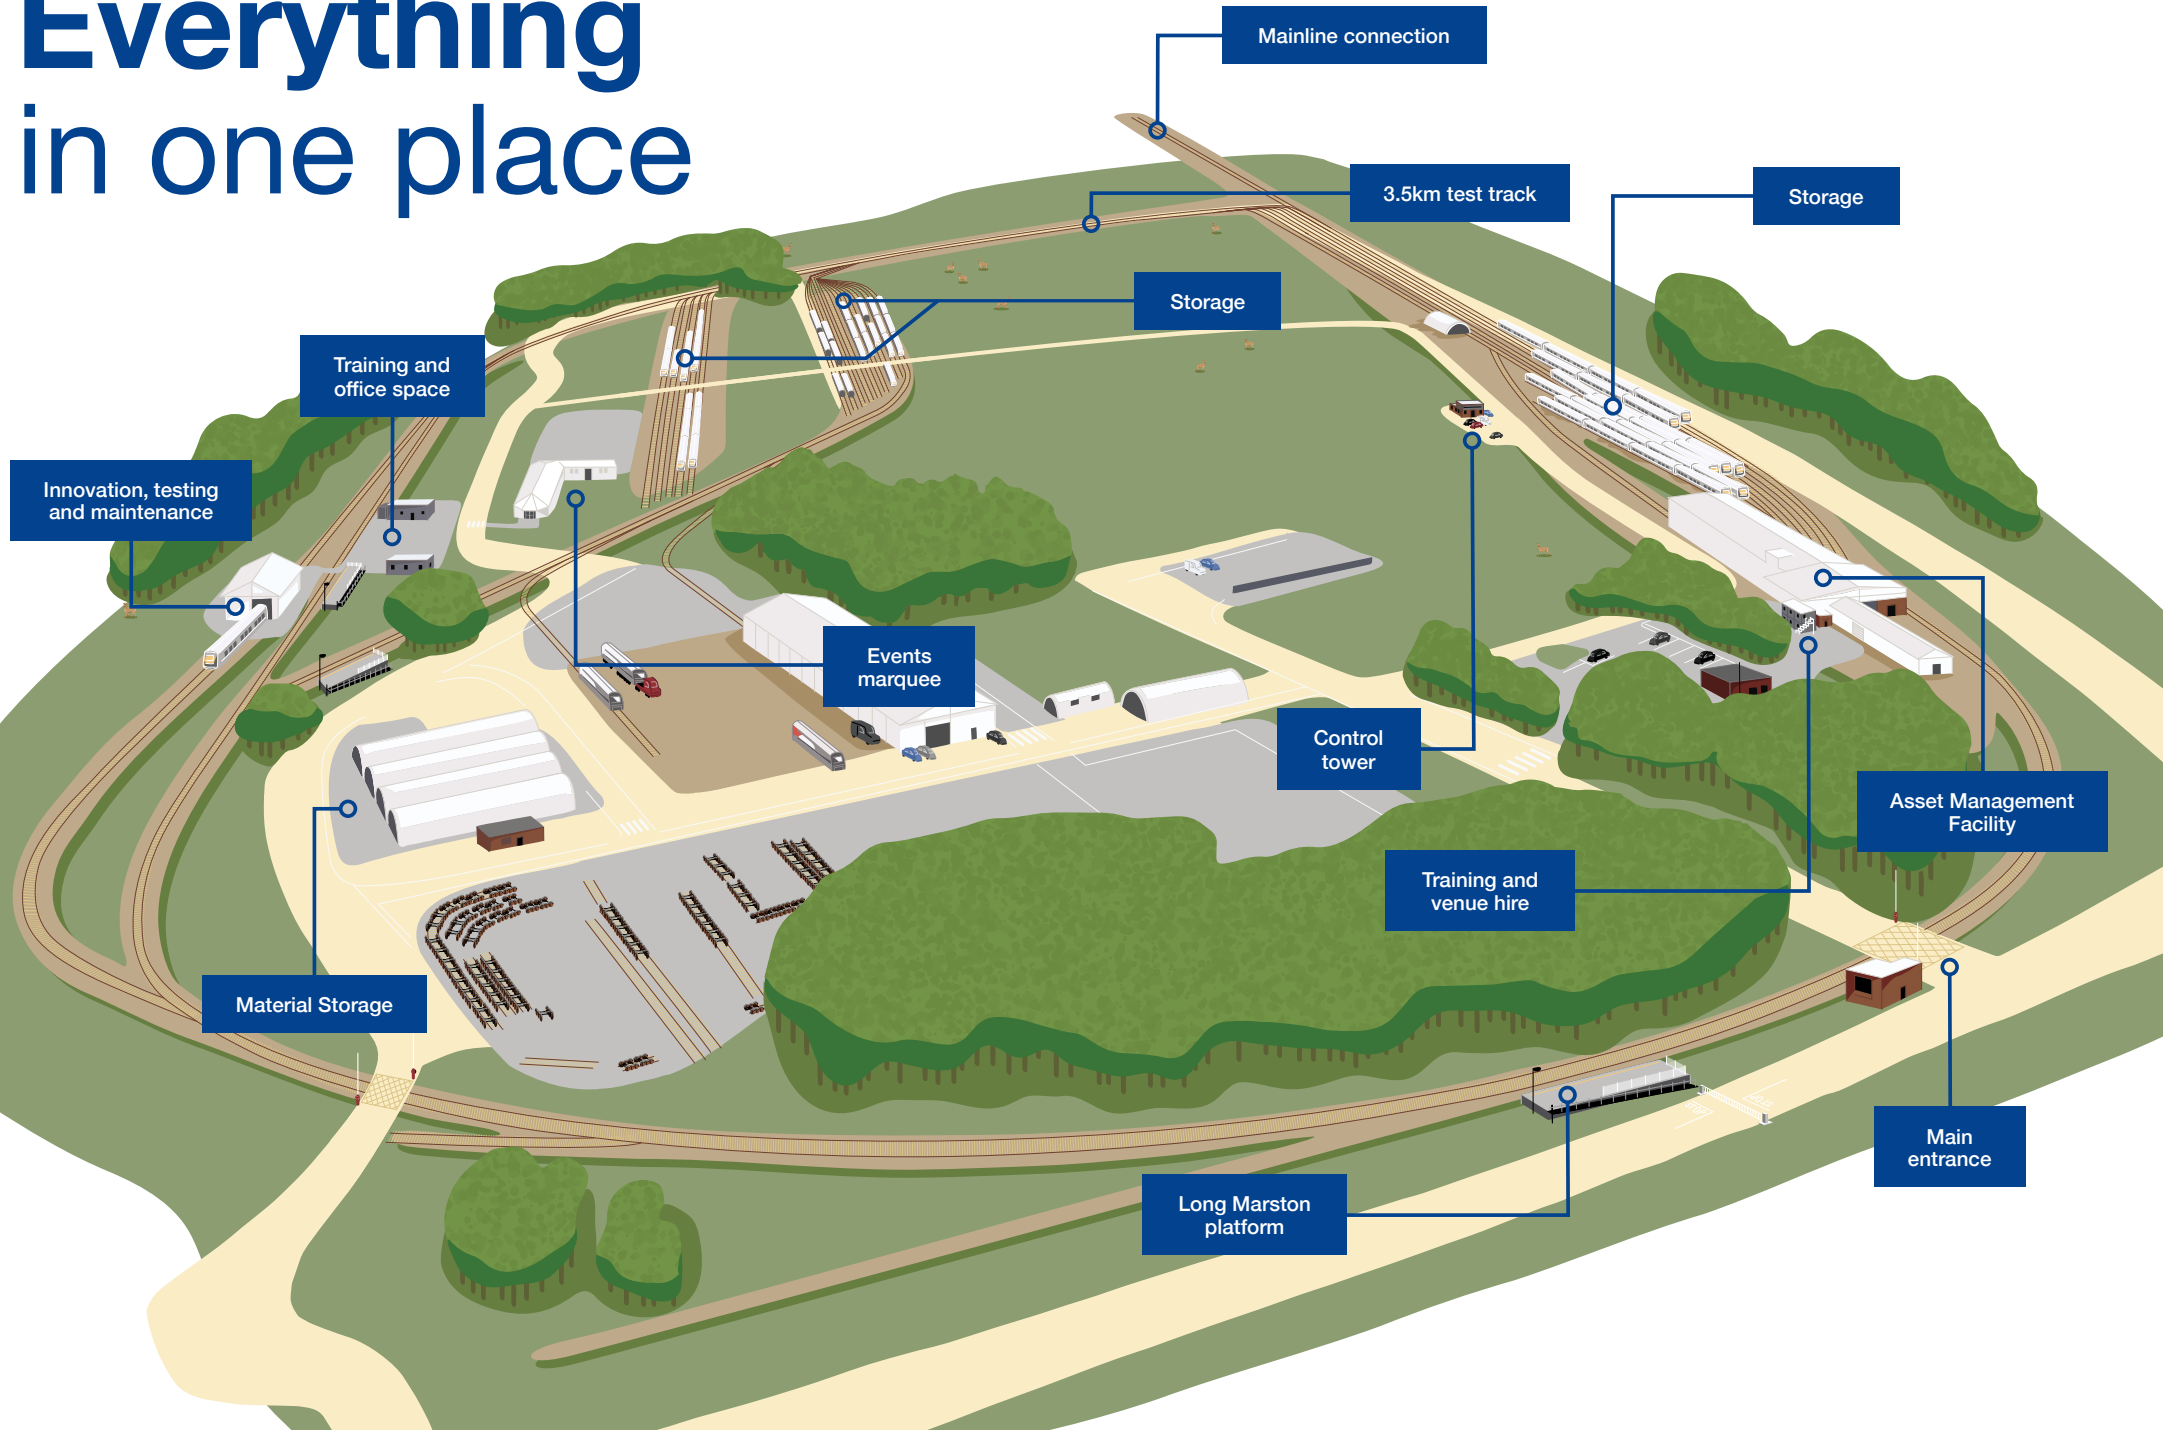 Everything
in one place
Mainline connection
3.5km test track
Storage
Storage
Training and
office space
Innovation, testing
and maintenance
Events
marquee
Control
tower
Asset Management
Facility
Training and
venue hire
Material Storage
Main
entrance
Long Marston
platform